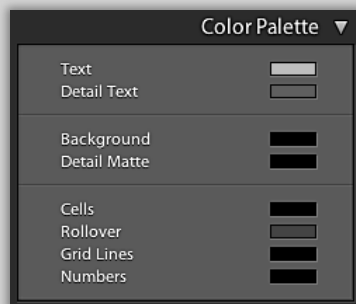 Color Palette
Text
Detail Text
Background
Detail Matte
Cells
Rollover
Grid Lines
Numbers